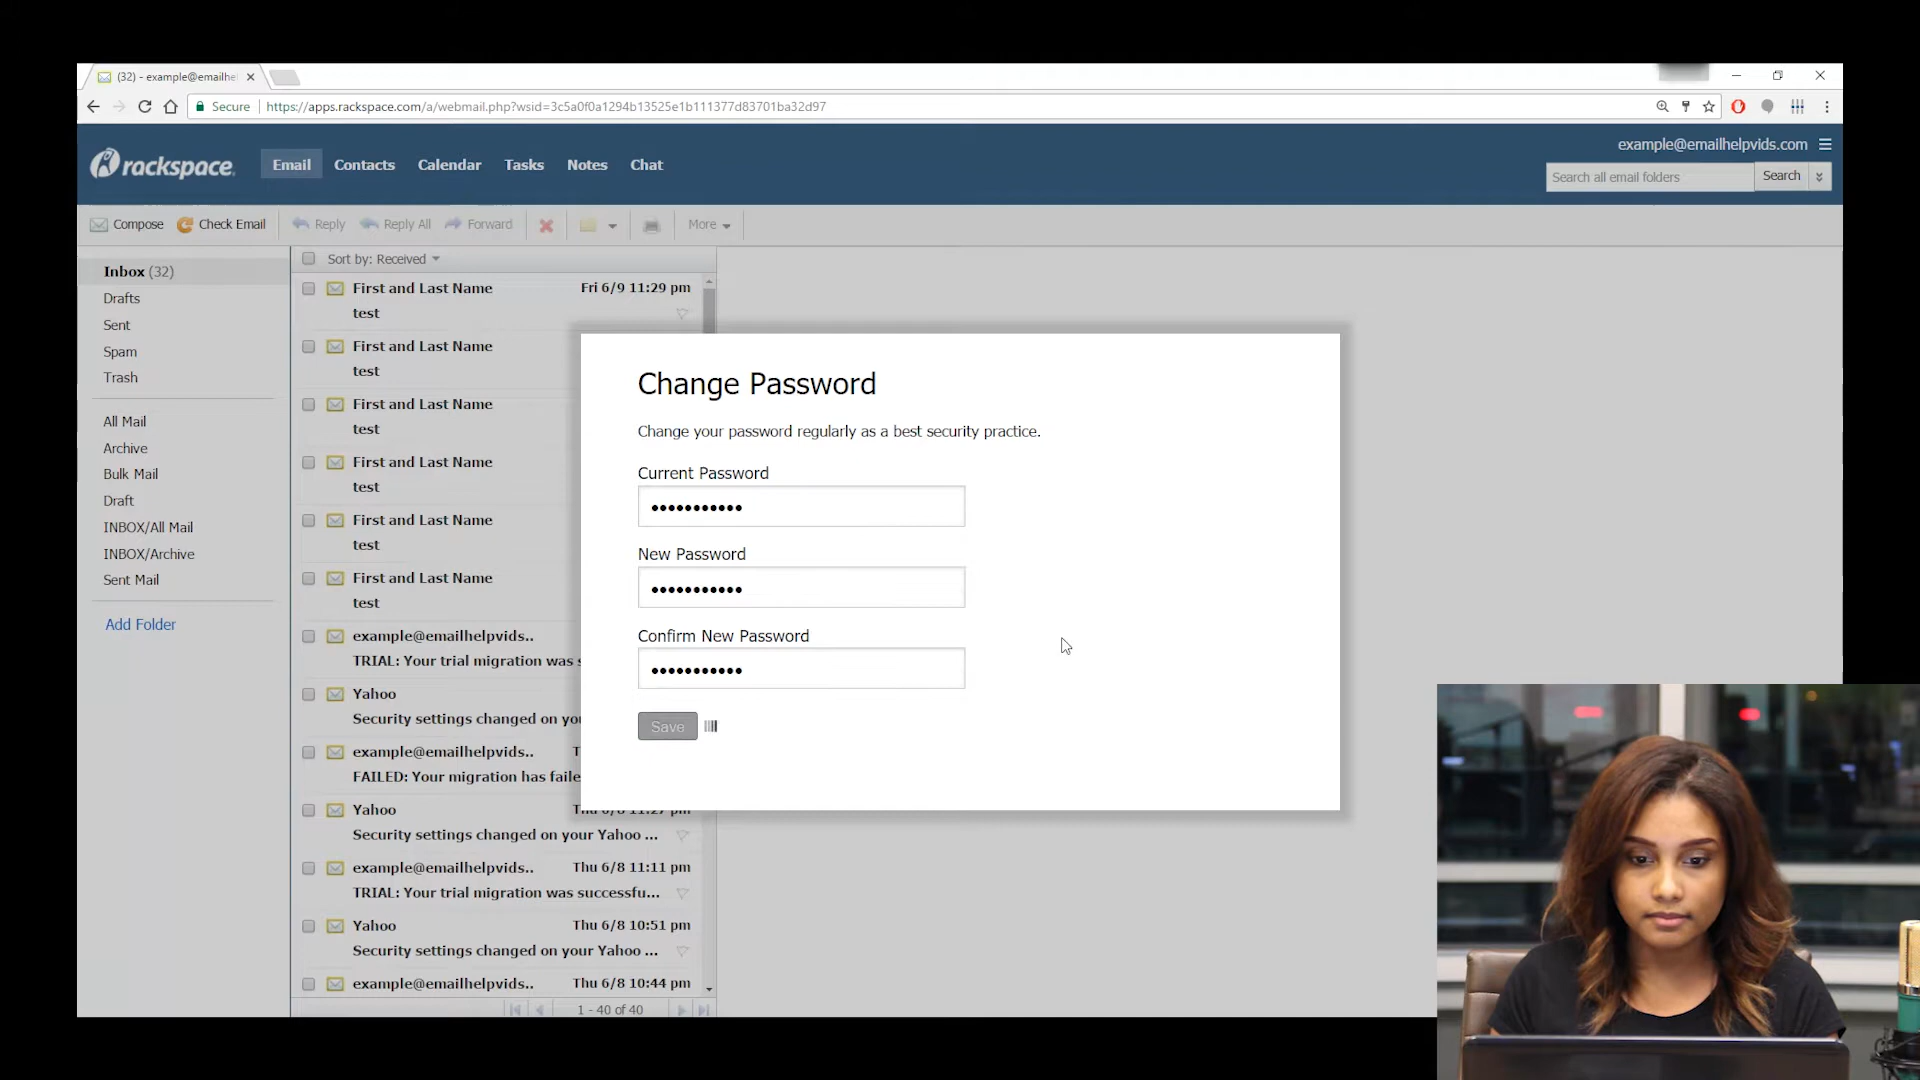 (32) - example@emailhe
Secure
https://apps.rackspace.com/a/webmail.php?wsid=3c5a0f0a1294b13525e1b111377d83701ba32d97
rackspace.
Email
Contacts
Calendar
Tasks
Notes
Chat
example@emailhelpvids.com
Search all email folders
Search
Compose
Check Email
Reply
Reply All
Forward
More
Inbox (32)
Drafts
Sent
Spam
Trash
All Mail
Archive
Bulk Mail
Draft
INBOX/All Mail
INBOX/Archive
Sent Mail
Add Folder
Sort by: Received
First and Last Name Fri 6/9 11:29 pm
test
First and Last Name
test
First and Last Name
test
First and Last Name
test
First and Last Name
test
First and Last Name
test
example@emailhelpvids..
TRIAL: Your trial migration was s
Yahoo
Security settings changed on yo
example@emailhelpvids.. T
FAILED: Your migration has faile
Yahoo Thu 6/8 11:27 pm
Security settings changed on your Yahoo ...
example@emailhelpvids.. Thu 6/8 11:11 pm
TRIAL: Your trial migration was successfu...
Yahoo Thu 6/8 10:51 pm
Security settings changed on your Yahoo ...
example@emailhelpvids.. Thu 6/8 10:44 pm
1 - 40 of 40
Change Password
Change your password regularly as a best security practice.
Current Password
New Password
Confirm New Password
Save